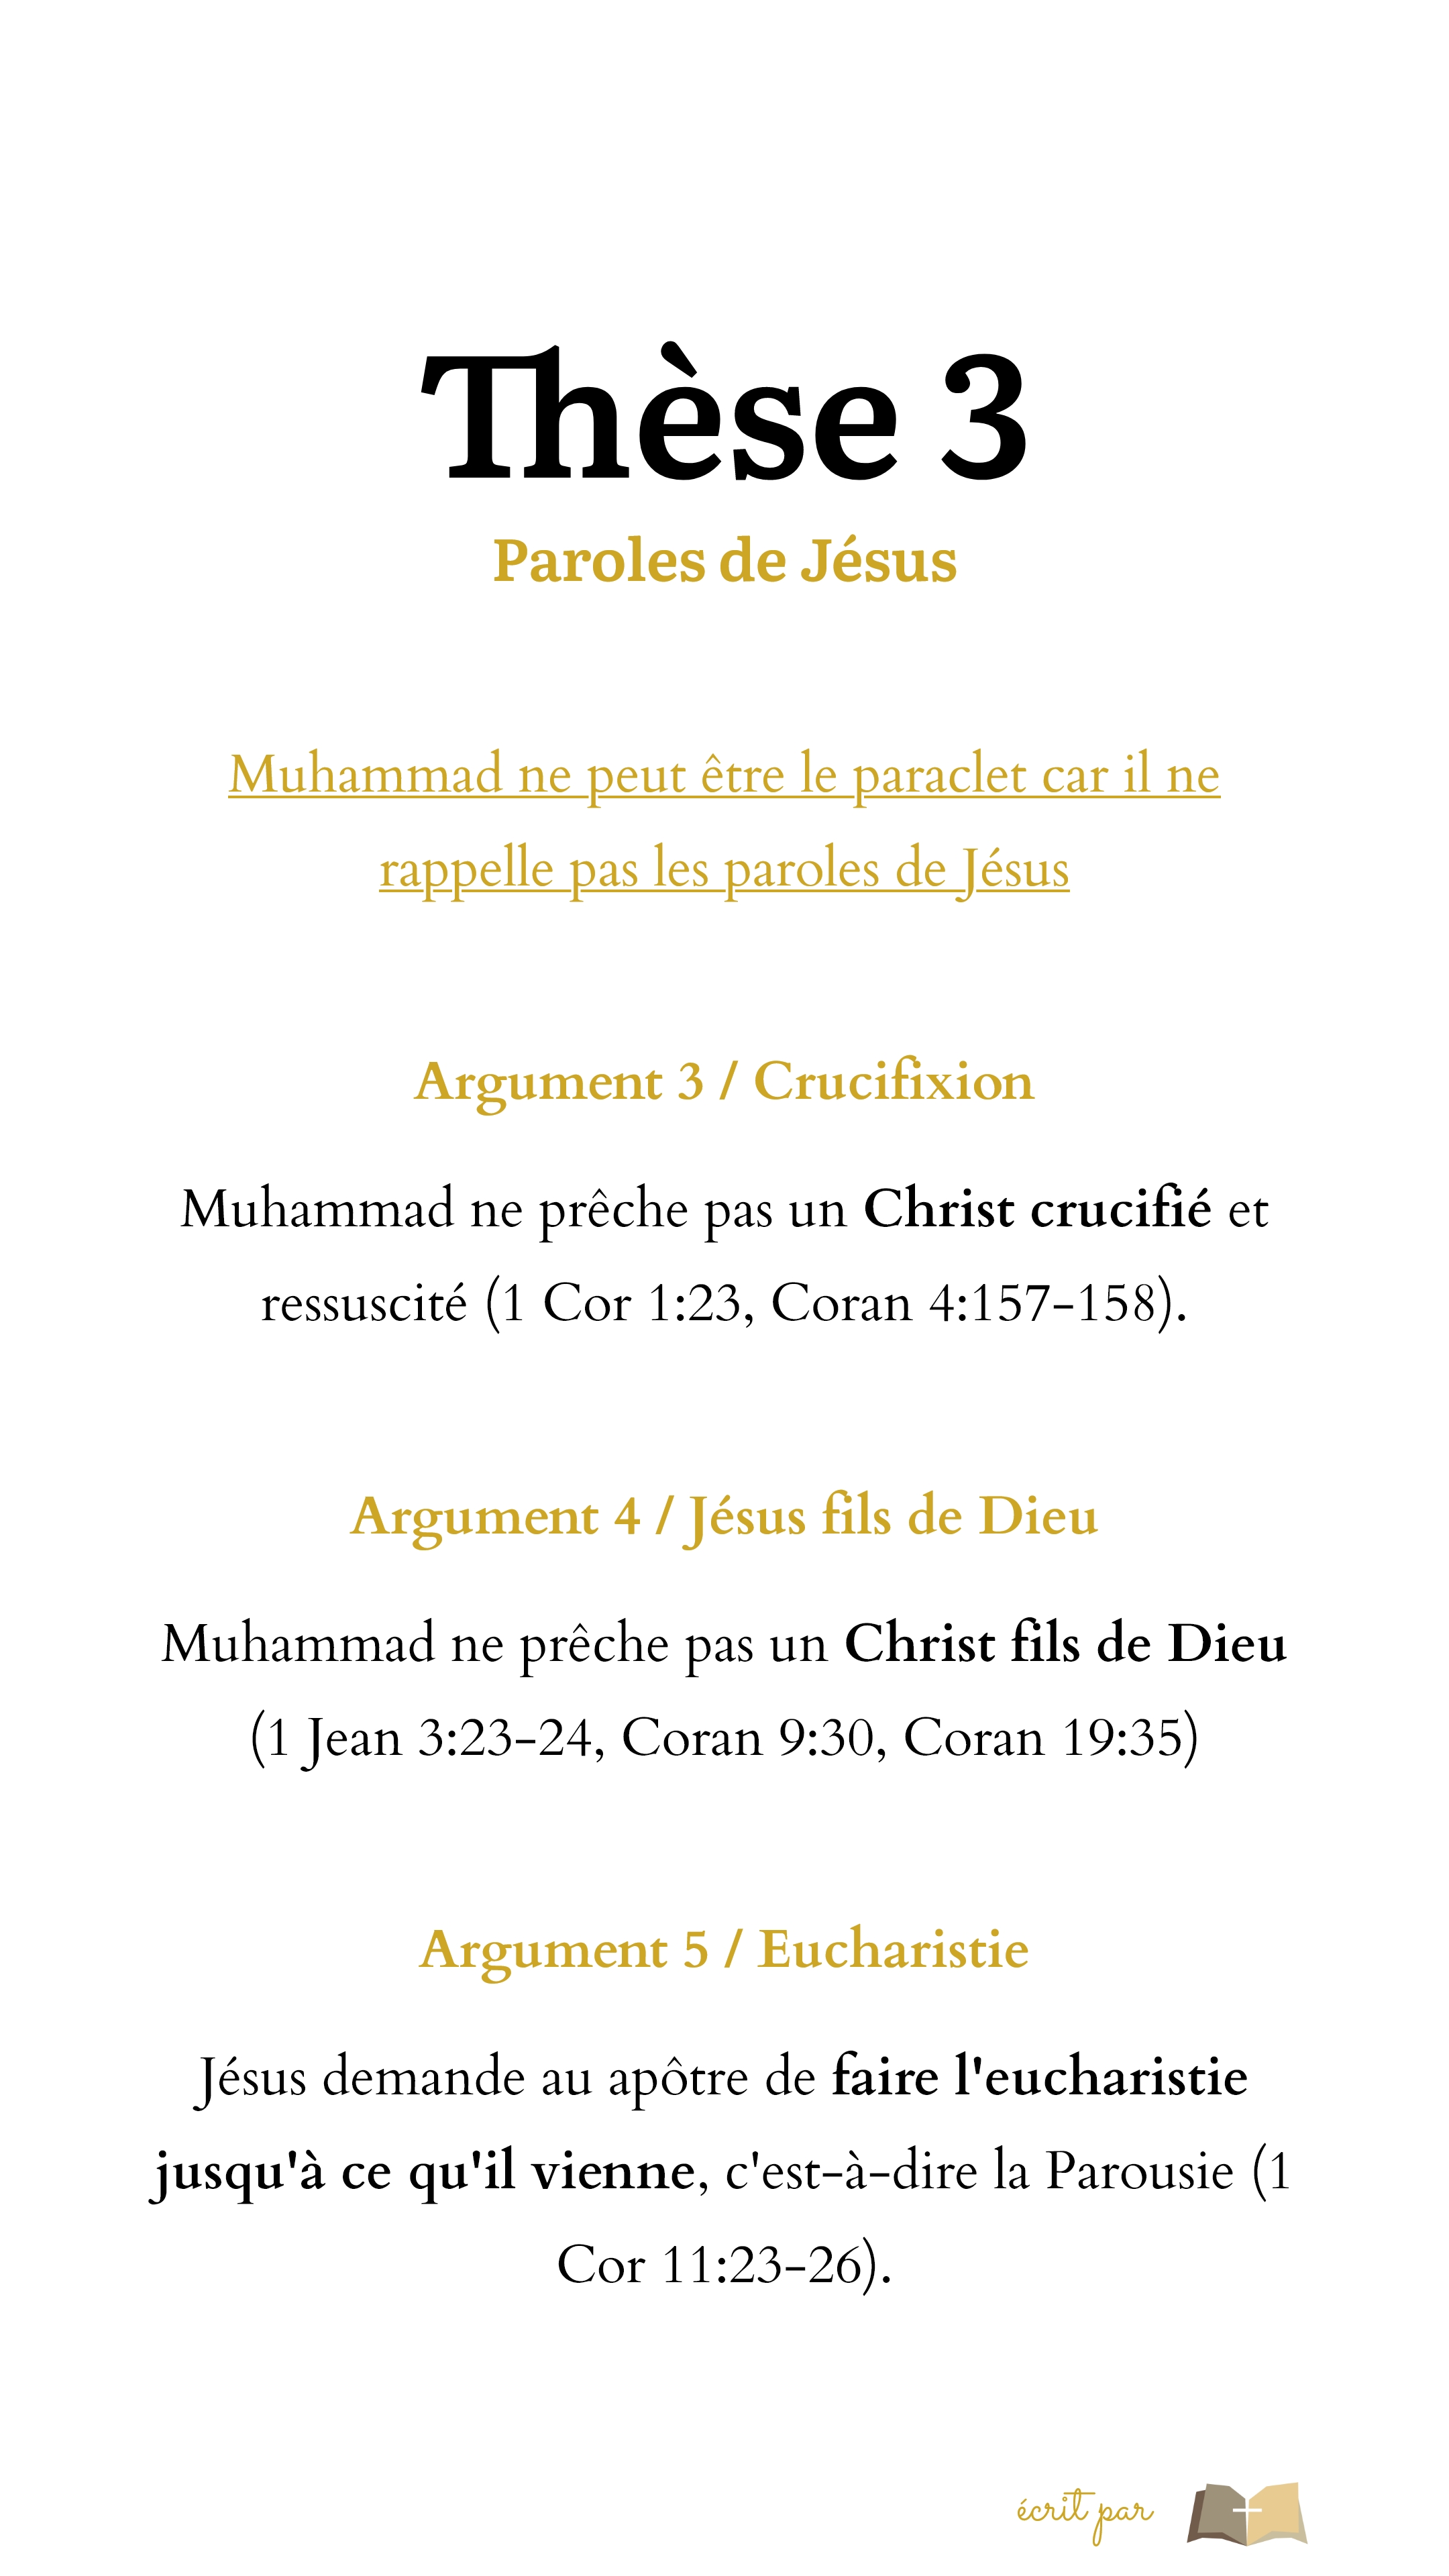 Thèse 3
Paroles de Jésus
Muhammad ne peut être le paraclet car il ne
rappelle pas les paroles de Jésus
Argument 3 / Crucifixion
Muhammad ne prêche pas un Christ crucifié et
ressuscité (1 Cor 1:23, Coran 4:157-158).
Argument 4 / Jésus fils de Dieu
Muhammad ne prêche pas un Christ fils de Dieu
(1 Jean 3:23-24, Coran 9:30, Coran 19:35)
Argument 5 / Eucharistie
Jésus demande au apôtre de faire l'eucharistie
jusqu'à ce qu'il vienne, c'est-à-dire la Parousie (1
Cor 11:23-26).
écrit par